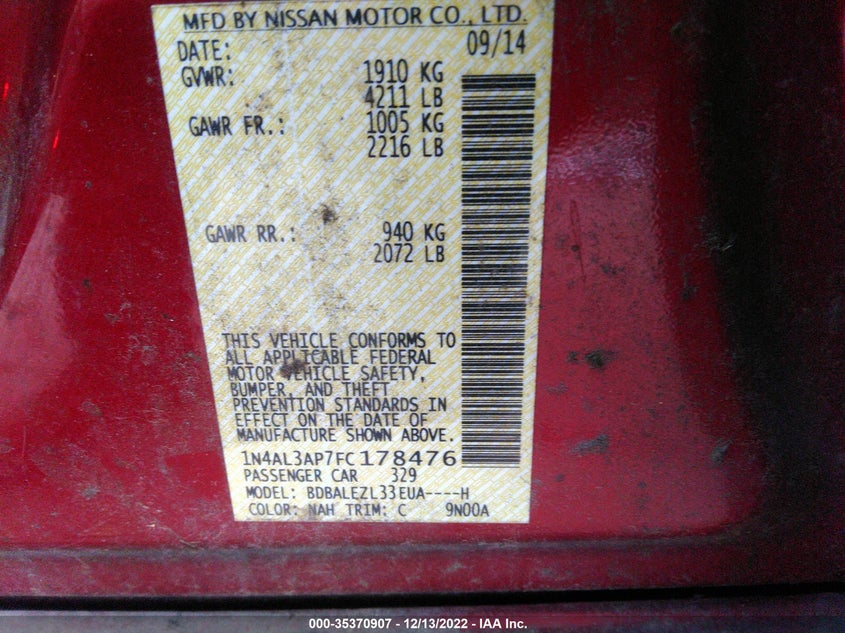 MFD BY NISSAN MOTOR CO., LTD.
DATE: 09/14
GVWR: 1910 KG
4211 LB
GAWR FR.: 1005 KG
2216 LB
GAWR RR.: 940 KG
2072 LB
THIS VEHICLE CONFORMS TO
ALL APPLICABLE FEDERAL
MOTOR VEHICLE SAFETY,
BUMPER, AND THEFT
PREVENTION STANDARDS IN
EFFECT ON THE DATE OF
MANUFACTURE SHOWN ABOVE.
1N4AL3AP7FC178476
PASSENGER CAR 329
MODEL: BDBALEZL33EUA----H
COLOR: NAH TRIM: C 9N00A
000-35370907 - 12/13/2022 - IAA Inc.